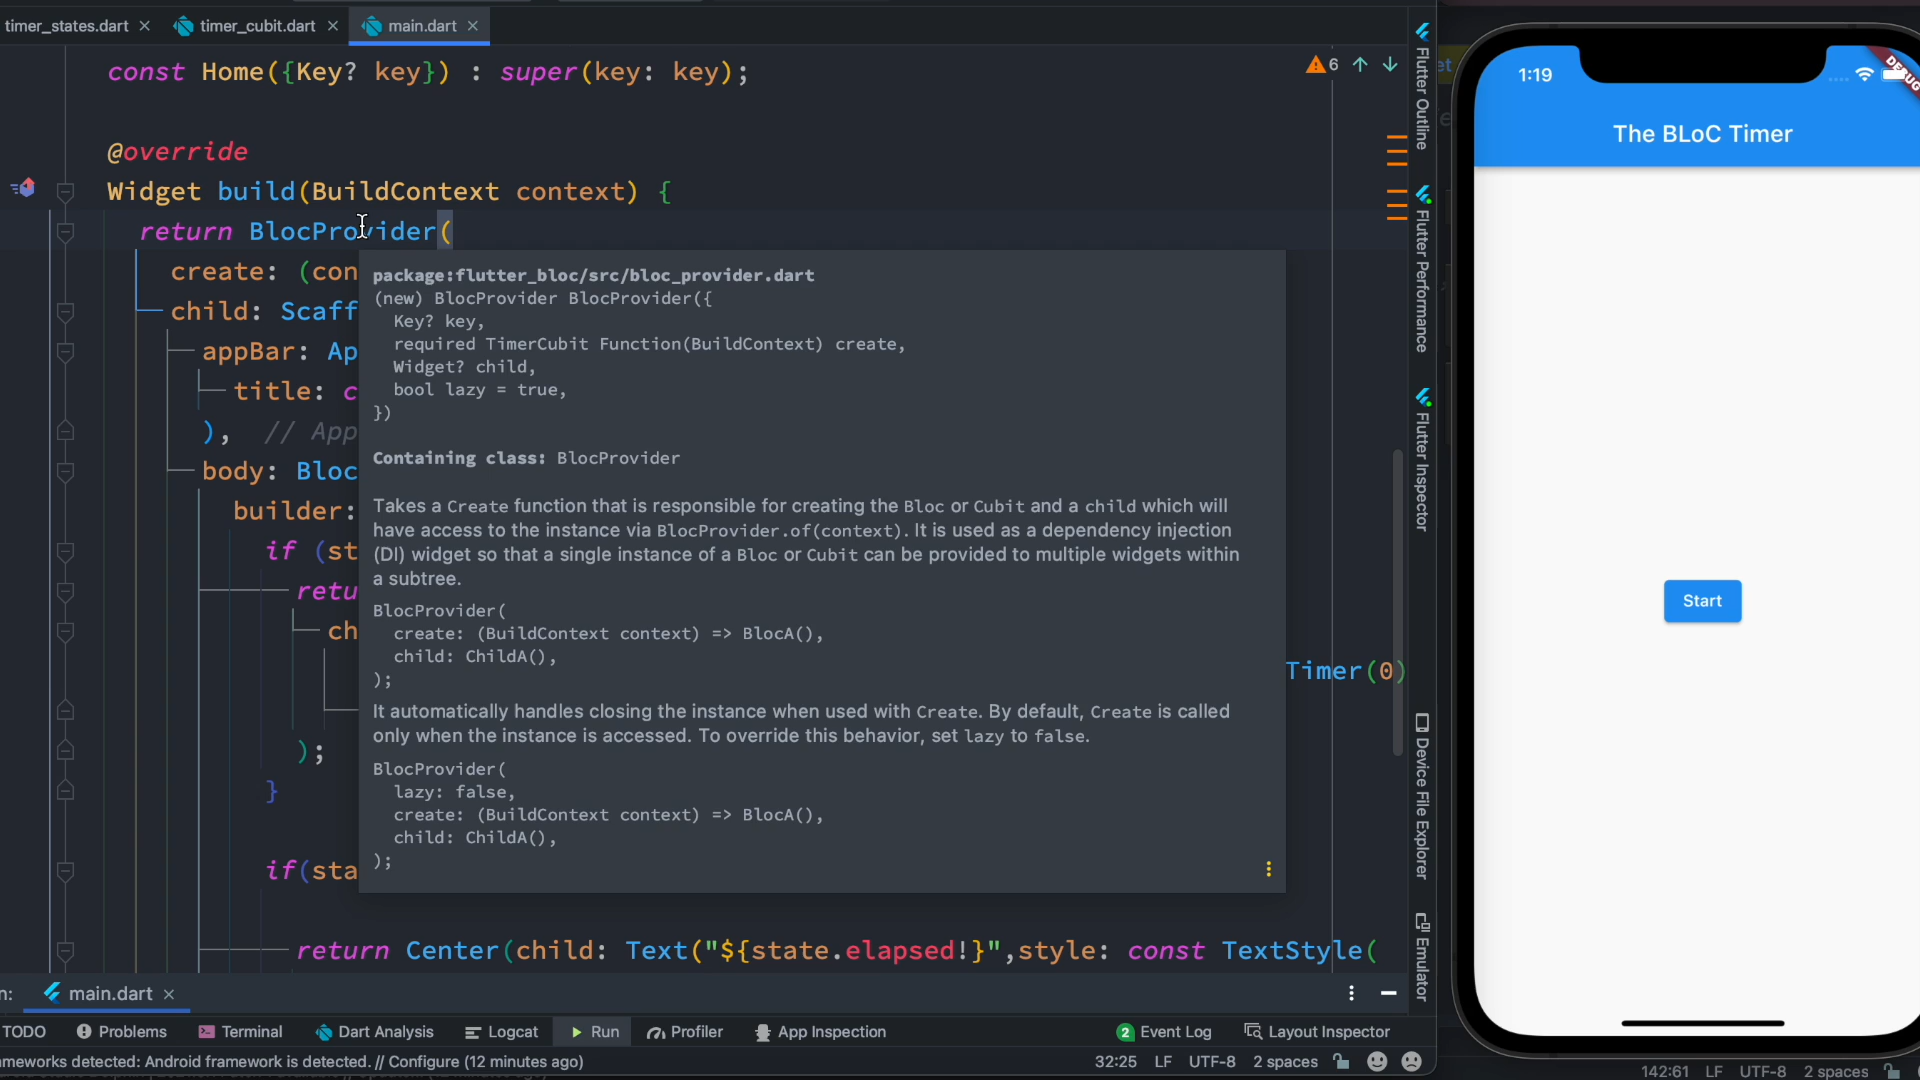 timer_states.dart
timer_cubit.dart
main.dart
const Home({Key? key}) : super(key: key);
6
@override
Widget build(BuildContext context) {
return BlocProvider(
create: (con
child: Scaff
appBar: Ap
title: c
), // App
body: Bloc
builder:
if (st
retu
ch
);
}
if(sta
Timer(0)
return Center(child: Text("${state.elapsed!}",style: const TextStyle(
package:flutter_bloc/src/bloc_provider.dart
(new) BlocProvider BlocProvider({
Key? key,
required TimerCubit Function(BuildContext) create,
Widget? child,
bool lazy = true,
})
Containing class: BlocProvider
Takes a Create function that is responsible for creating the Bloc or Cubit and a child which will
have access to the instance via BlocProvider.of(context). It is used as a dependency injection
(DI) widget so that a single instance of a Bloc or Cubit can be provided to multiple widgets within
a subtree.
BlocProvider(
create: (BuildContext context) => BlocA(),
child: ChildA(),
);
It automatically handles closing the instance when used with Create. By default, Create is called
only when the instance is accessed. To override this behavior, set lazy to false.
BlocProvider(
lazy: false,
create: (BuildContext context) => BlocA(),
child: ChildA(),
);
Flutter Outline
Flutter Performance
Flutter Inspector
Device File Explorer
Emulator
n:
main.dart
TODO
Problems
Terminal
Dart Analysis
Logcat
Run
Profiler
App Inspection
2 Event Log
Layout Inspector
ameworks detected: Android framework is detected. // Configure (12 minutes ago)
32:25 LF UTF-8 2 spaces
1:19
DEBUG
The BLoC Timer
Start
142:61 LF UTF-8 2 spaces